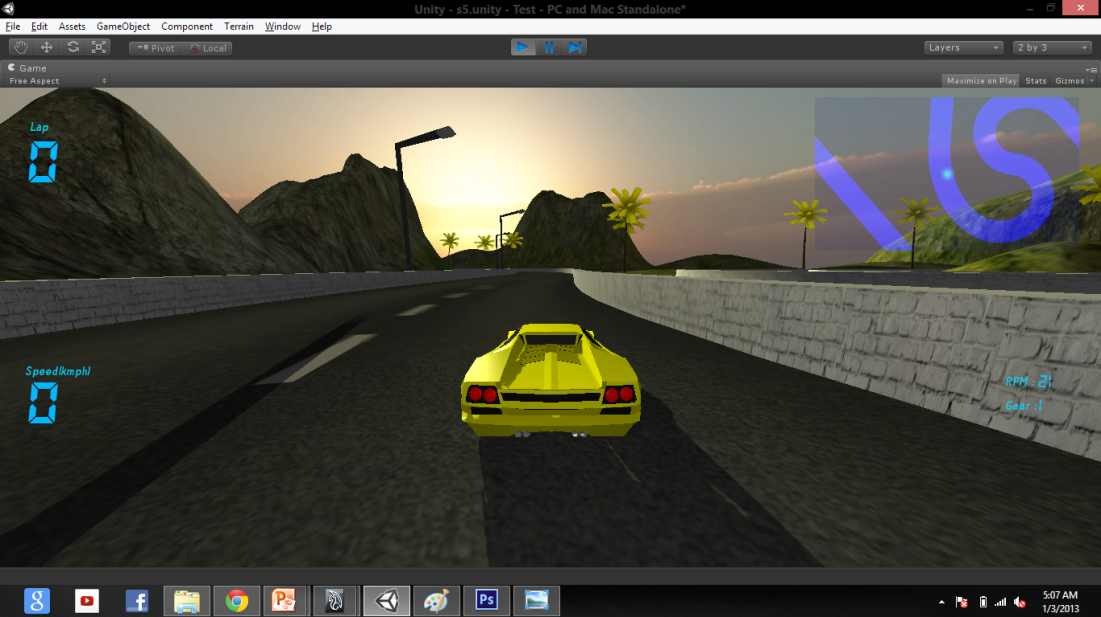 Unity - s5.unity - Test - PC and Mac Standalone*
File Edit Assets GameObject Component Terrain Window Help
Pivot Local Layers 2 by 3
Game
Free Aspect Maximize on Play Stats Gizmos
Lap
0
Speed(kmph)
0
RPM : 21
Gear :1
g f P Ps
5:07 AM
1/3/2013